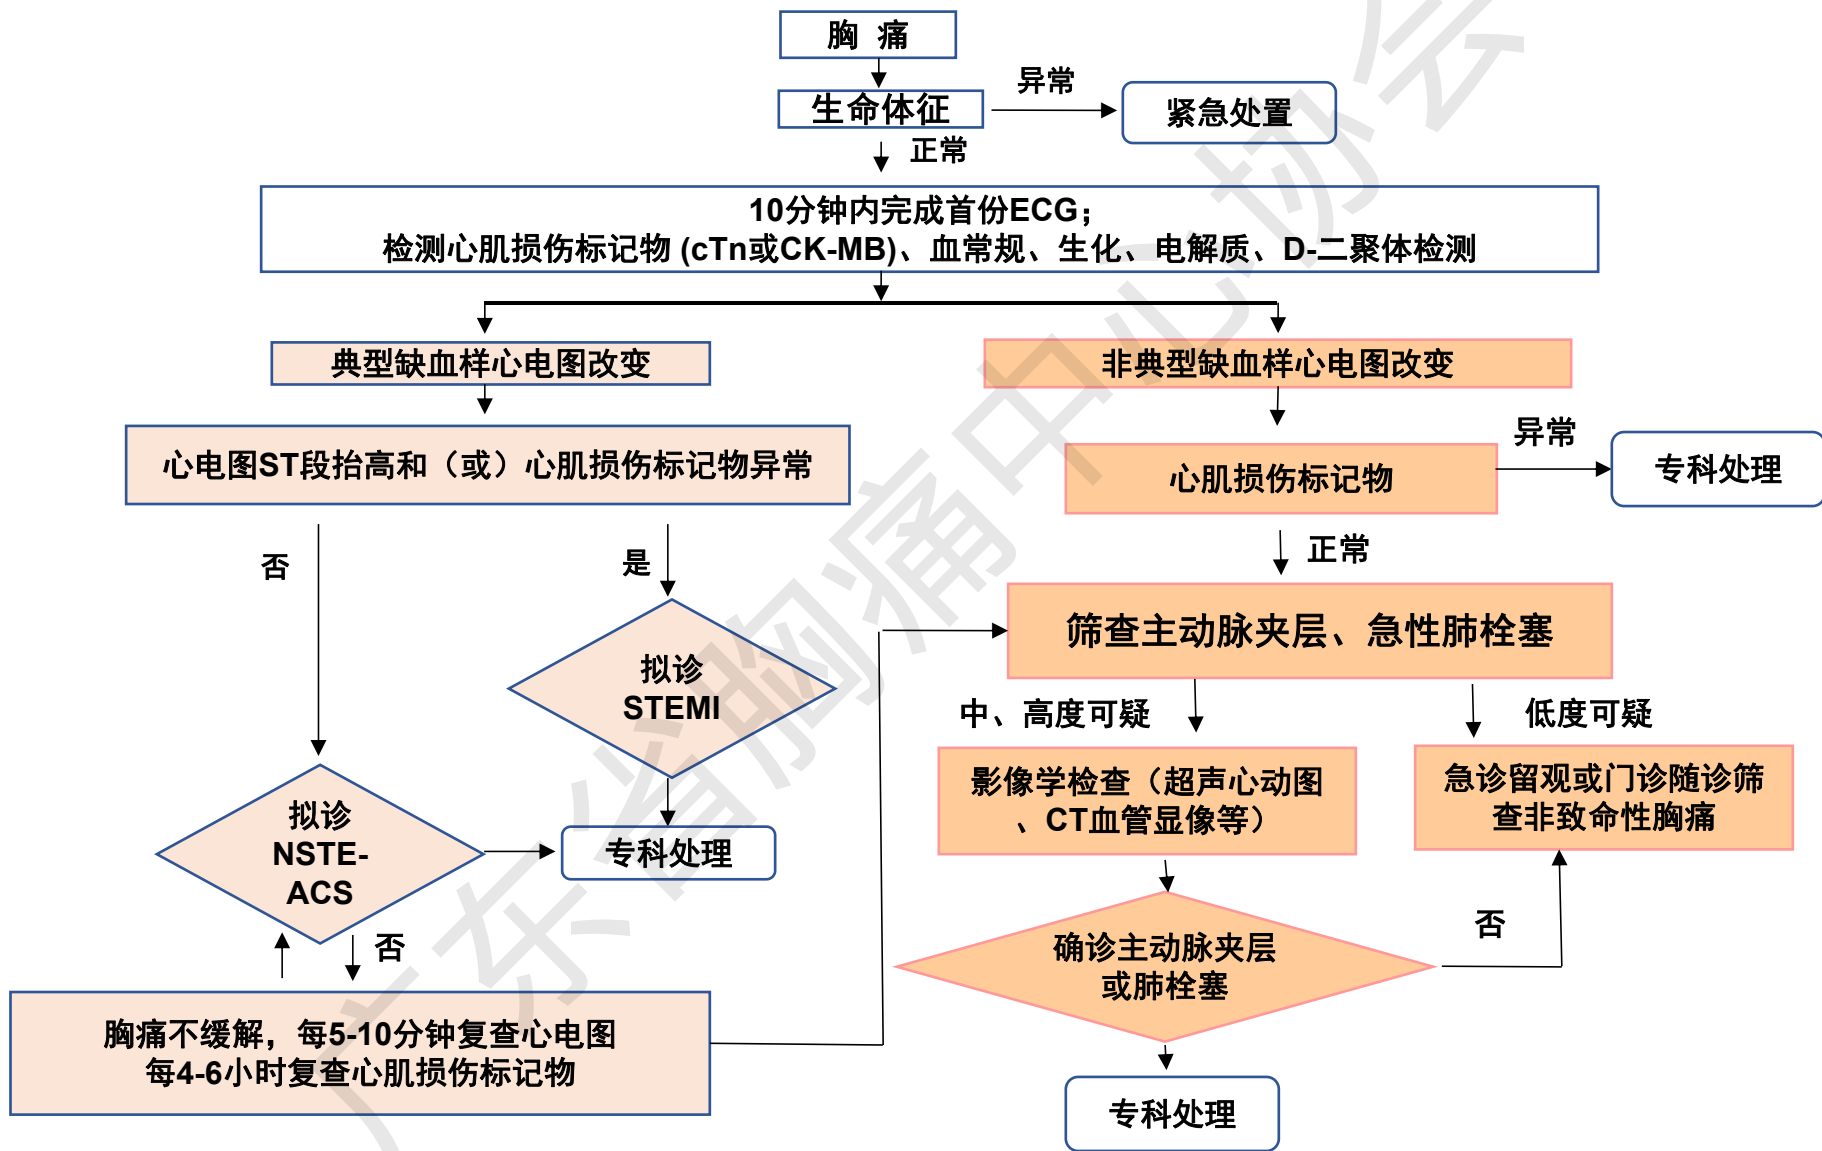 胸 痛
异常
生命体征
紧急处置
正常
10分钟内完成首份ECG；
检测心肌损伤标记物 (cTn或CK-MB)、血常规、生化、电解质、D-二聚体检测
典型缺血样心电图改变
非典型缺血样心电图改变
心电图ST段抬高和（或）心肌损伤标记物异常
心肌损伤标记物
异常
专科处理
否
是
正常
拟诊
STEMI
筛查主动脉夹层、急性肺栓塞
中、高度可疑
低度可疑
拟诊
NSTE-
ACS
专科处理
影像学检查（超声心动图
、CT血管显像等）
急诊留观或门诊随诊筛
查非致命性胸痛
否
确诊主动脉夹层
或肺栓塞
否
胸痛不缓解，每5-10分钟复查心电图
每4-6小时复查心肌损伤标记物
专科处理
广东省胸痛中心协会